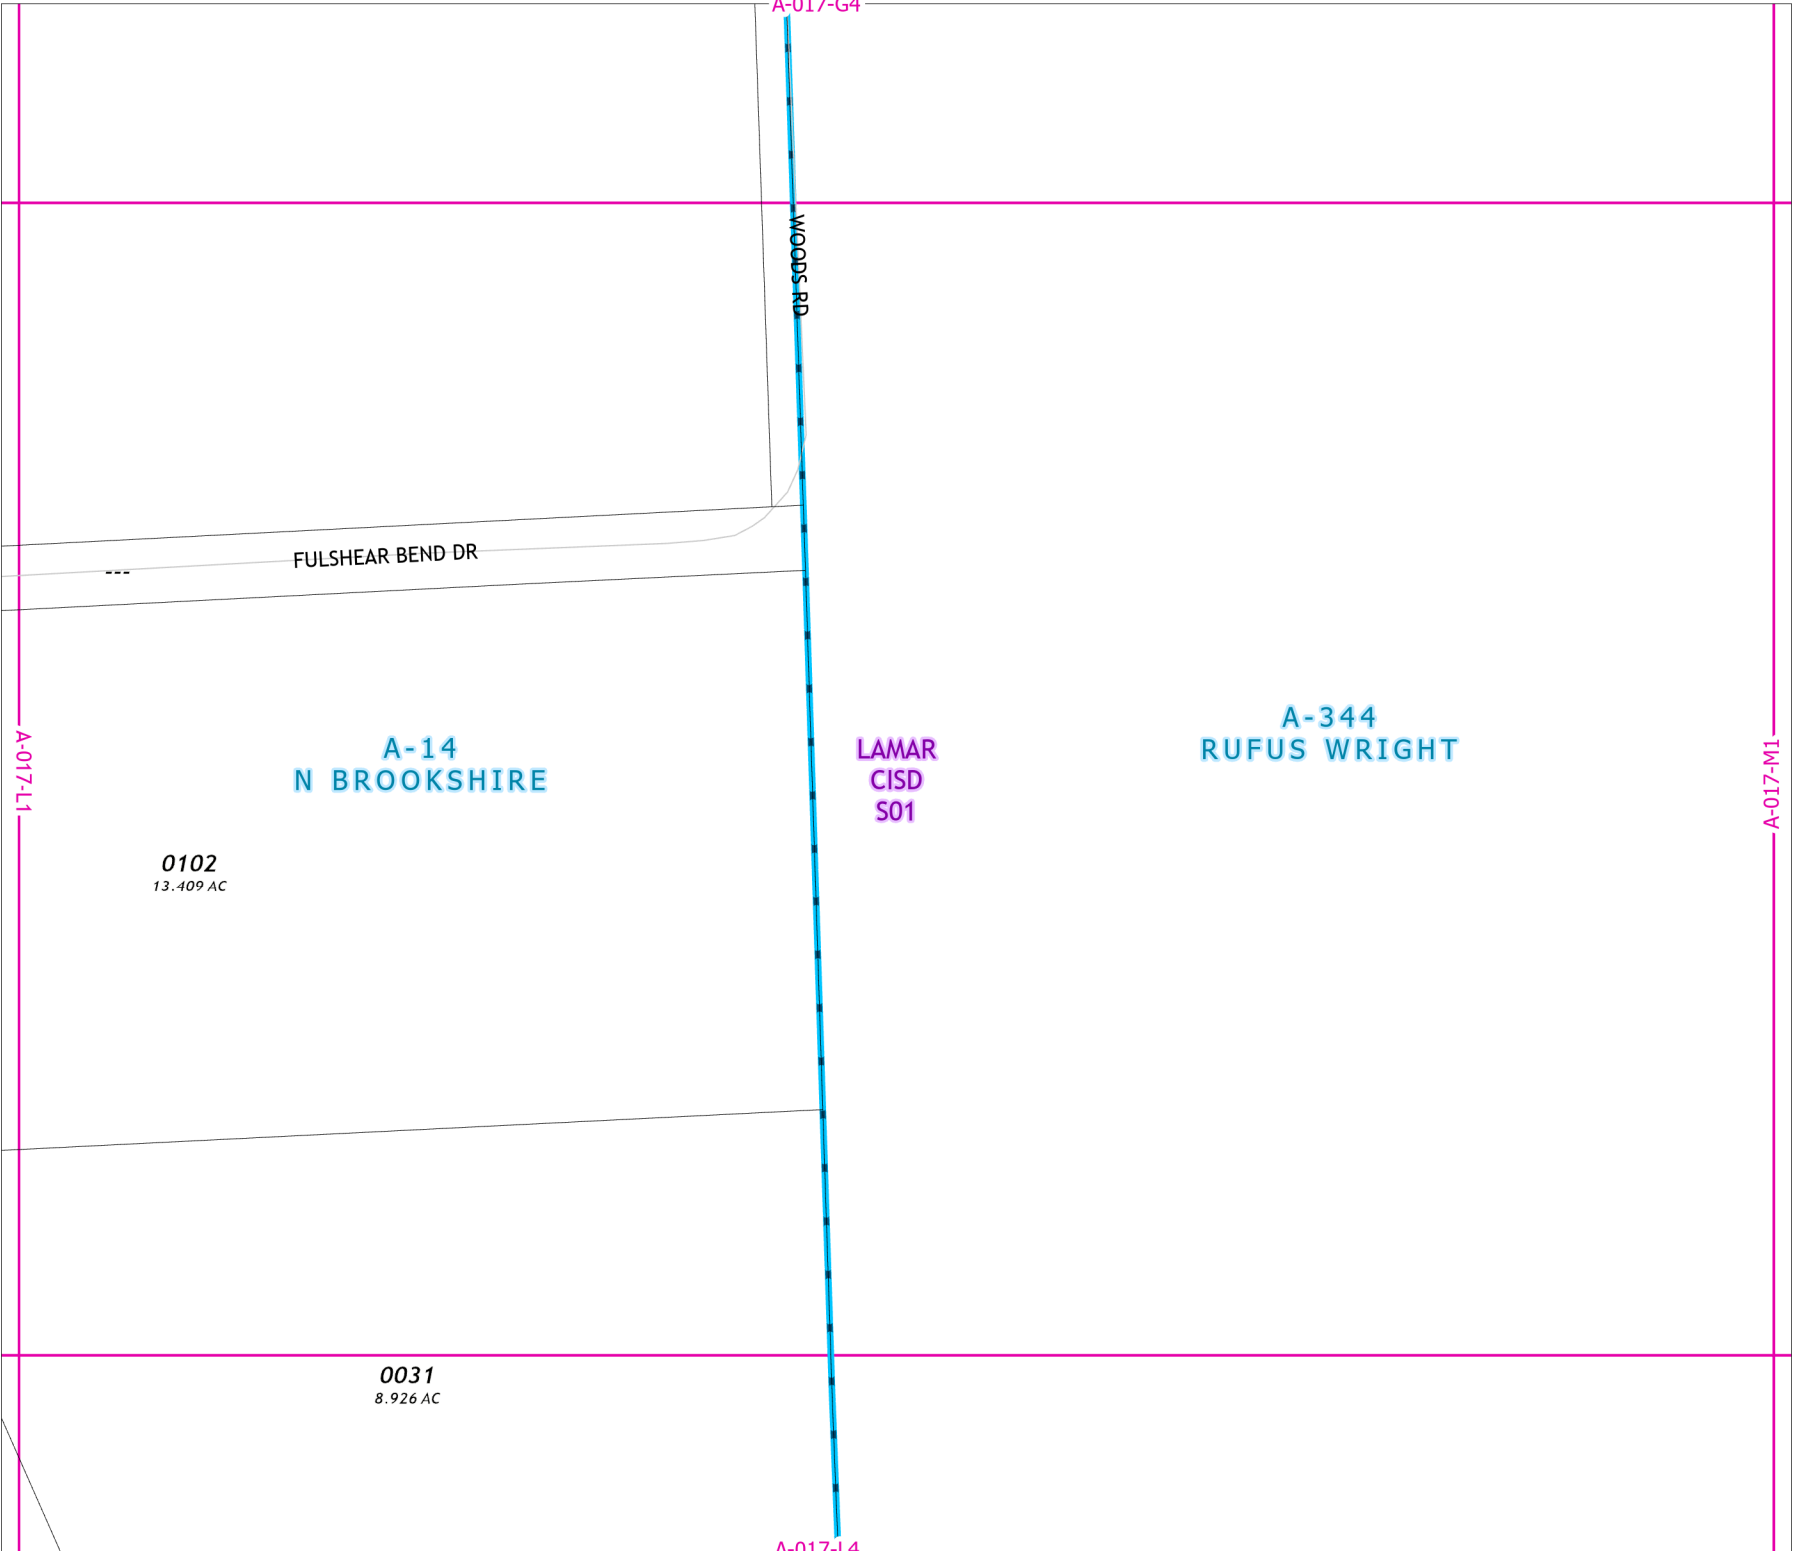 A-017-G4
WOODS RD
FULSHEAR BEND DR
---
A-14
N BROOKSHIRE
LAMAR
CISD
S01
A-344
RUFUS WRIGHT
A-017-L1
A-017-M1
0102
13.409 AC
0031
8.926 AC
A-017-L4